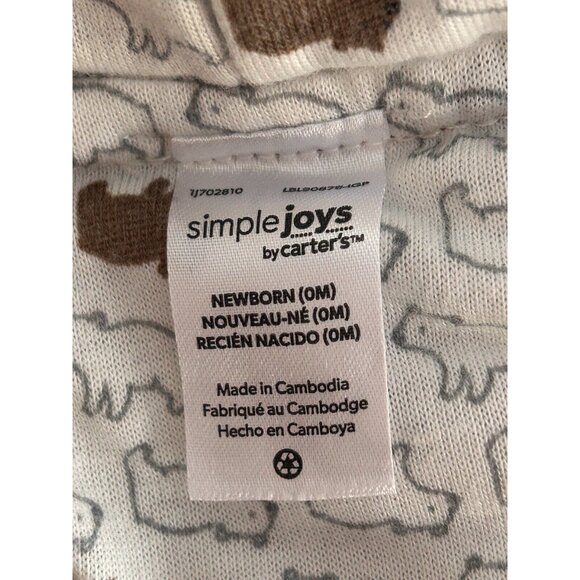 1J702810 LBL90876-IGP
simple joys
by carter's™
NEWBORN (0M)
NOUVEAU-NÉ (0M)
RECIÉN NACIDO (0M)
Made in Cambodia
Fabriqué au Cambodge
Hecho en Camboya